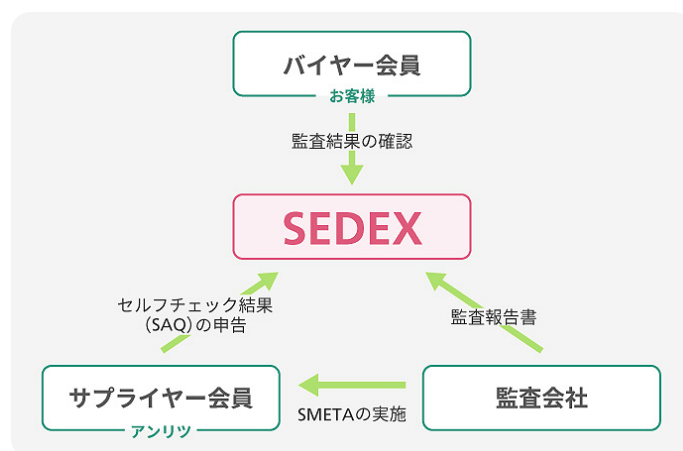 バイヤー会員
お客様
監査結果の確認
SEDEX
セルフチェック結果
（SAQ）の申告
監査報告書
サプライヤー会員
アンリツ
SMETAの実施
監査会社